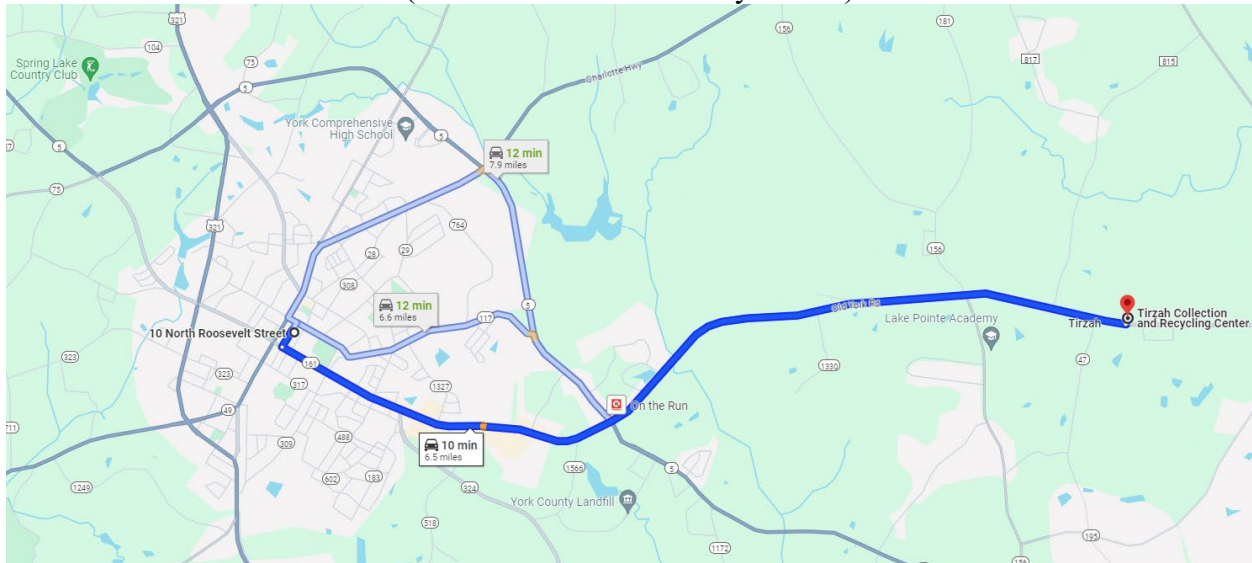 321
181
156
Spring Lake
Country Club
104
75
5
817
815
Charlotte Hwy
York Comprehensive
High School
5
12 min
7.9 miles
5
75
321
764
28
29
156
308
5
12 min
6.6 miles
117
Old York Rd
10 North Roosevelt Street
Lake Pointe Academy
Tirzah
Tirzah Collection
and Recycling Center
161
323
323
317
1327
1330
47
On the Run
49
711
488
309
10 min
6.5 miles
1566
5
602
183
1249
324
York County Landfill
518
1172
195
156